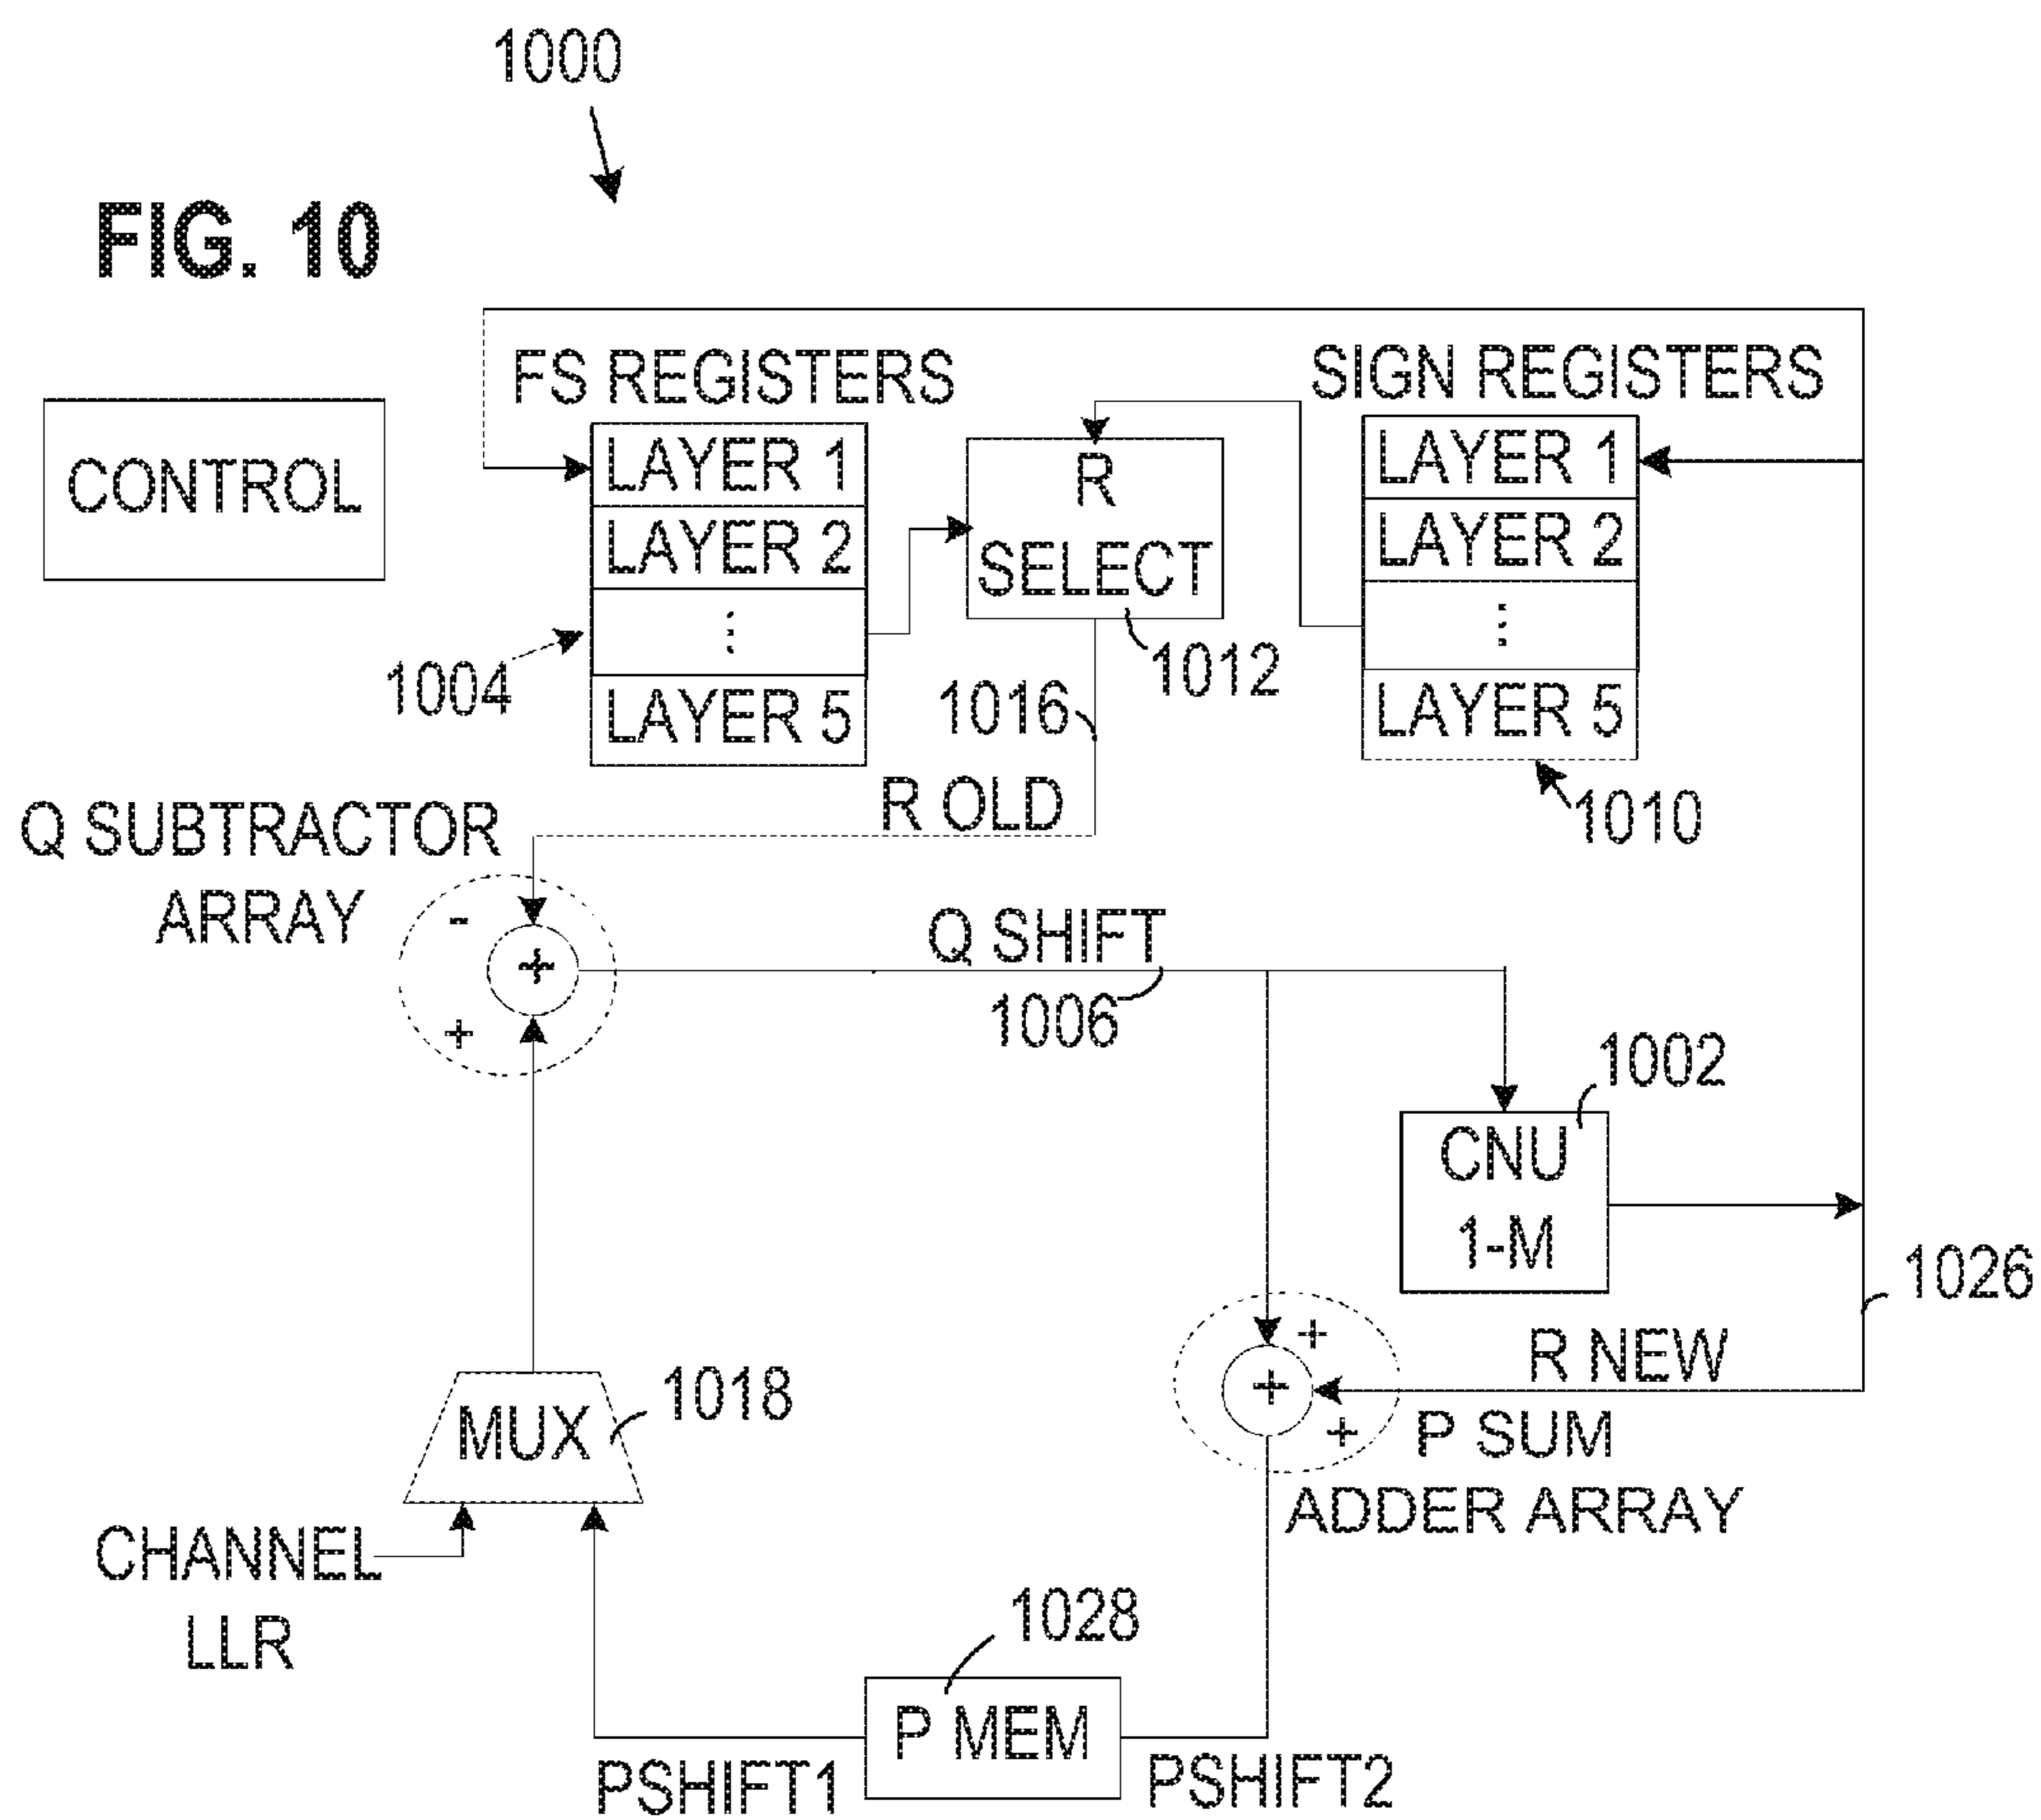 1000
FIG. 10
FS REGISTERS
SIGN REGISTERS
CONTROL
LAYER 1
LAYER 2
⋮
LAYER 5
1004
R
SELECT
1012
LAYER 1
LAYER 2
⋮
LAYER 5
1010
1016
R OLD
Q SUBTRACTOR
ARRAY
-
+
+
Q SHIFT
1006
1002
CNU
1-M
1026
R NEW
+
+
+
P SUM
ADDER ARRAY
MUX
1018
CHANNEL
LLR
1028
P MEM
PSHIFT1
PSHIFT2